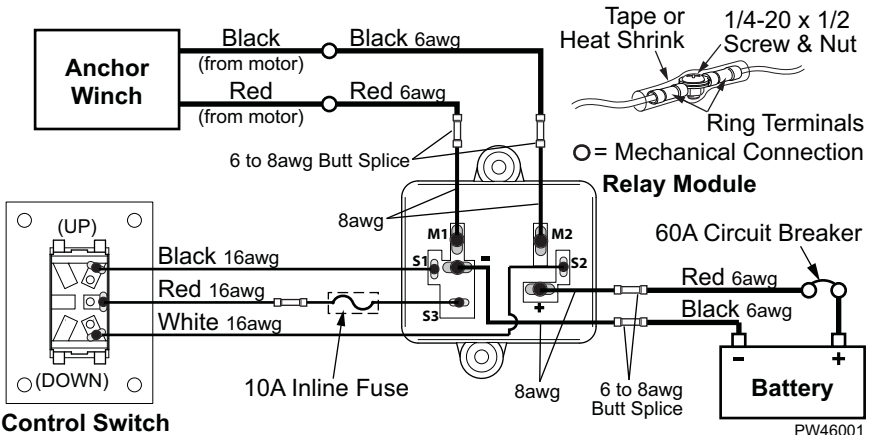 Tape or
Heat Shrink
1/4-20 x 1/2
Screw & Nut
Ring Terminals
O= Mechanical Connection
Relay Module
Anchor
Winch
Black
(from motor)
Black 6awg
Red
(from motor)
Red 6awg
6 to 8awg Butt Splice
8awg
M1
M2
-
S1
S2
S3
+
(UP)
Black 16awg
Red 16awg
White 16awg
(DOWN)
10A Inline Fuse
Control Switch
60A Circuit Breaker
Red 6awg
Black 6awg
8awg
6 to 8awg
Butt Splice
- +
Battery
PW46001